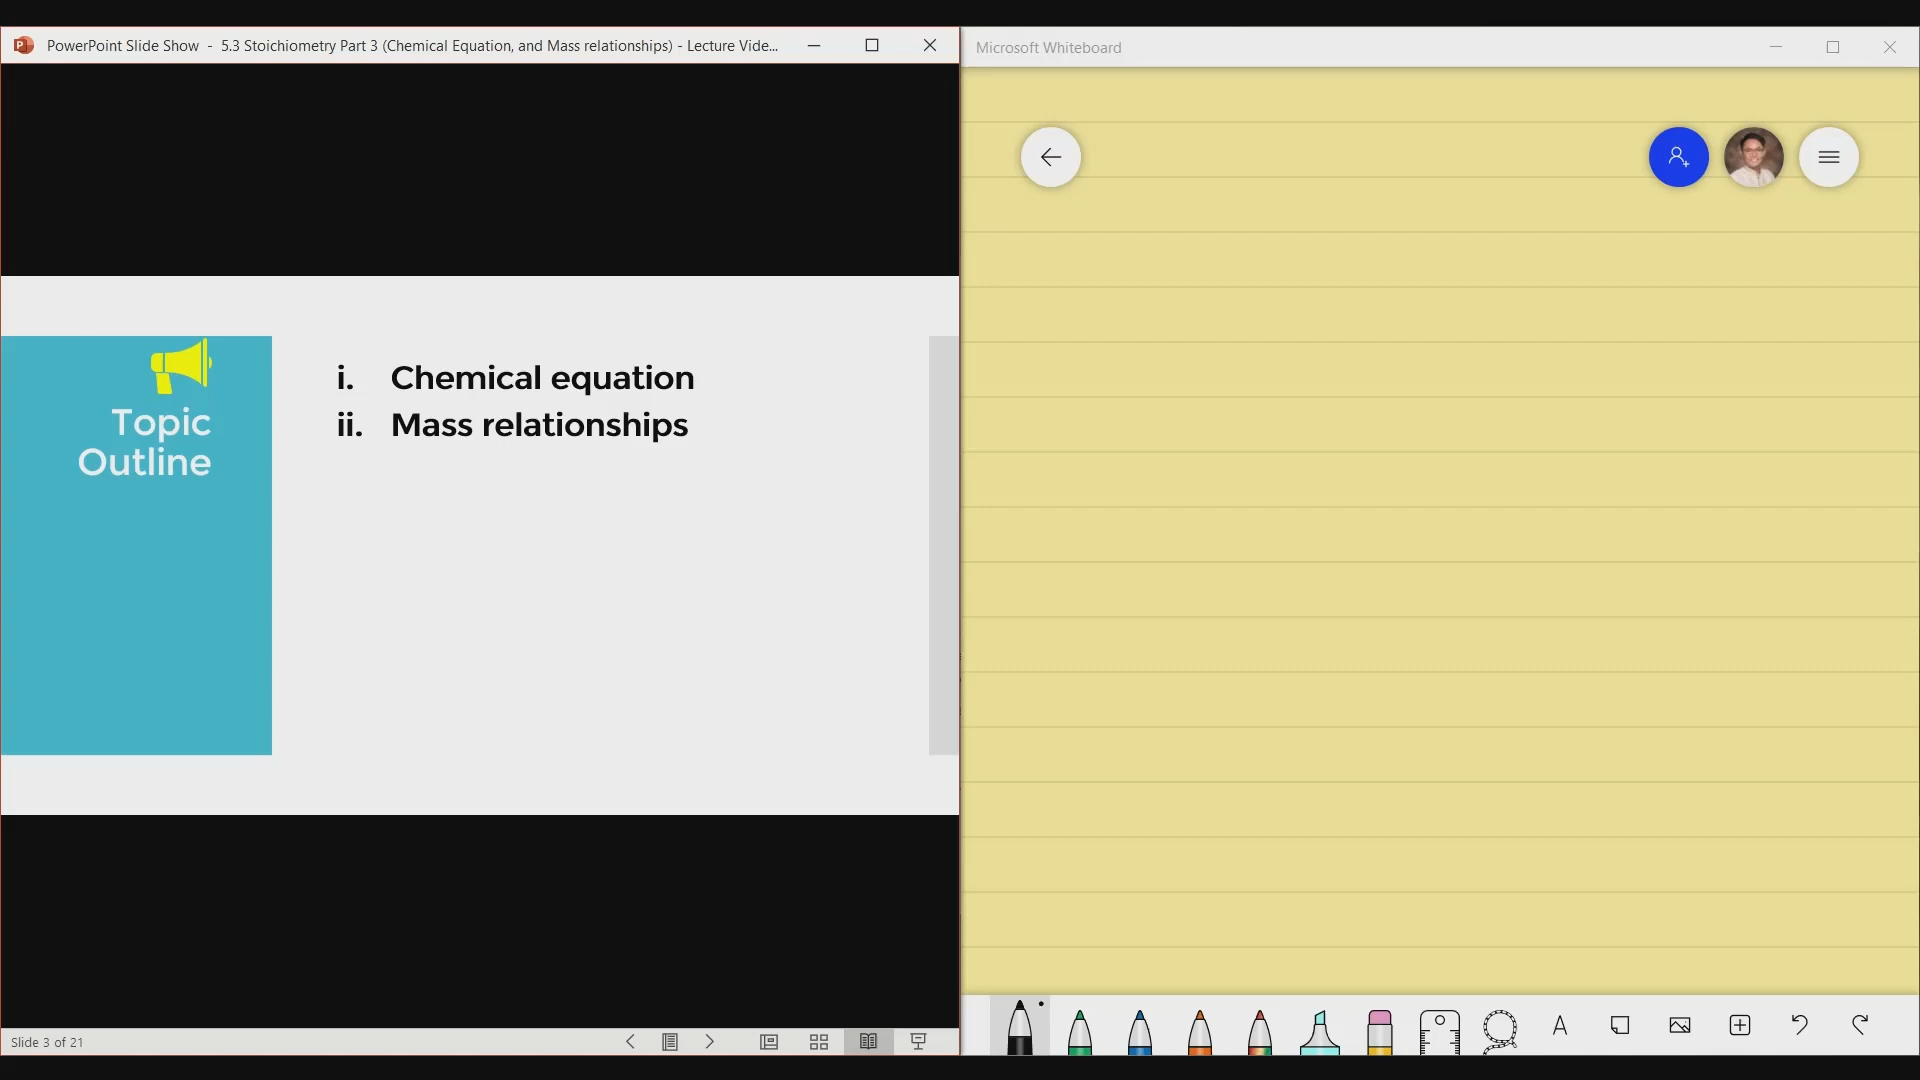 PowerPoint Slide Show - 5.3 Stoichiometry Part 3 (Chemical Equation, and Mass relationships) - Lecture Vide...
Microsoft Whiteboard
Topic
Outline
i. Chemical equation
ii. Mass relationships
Slide 3 of 21